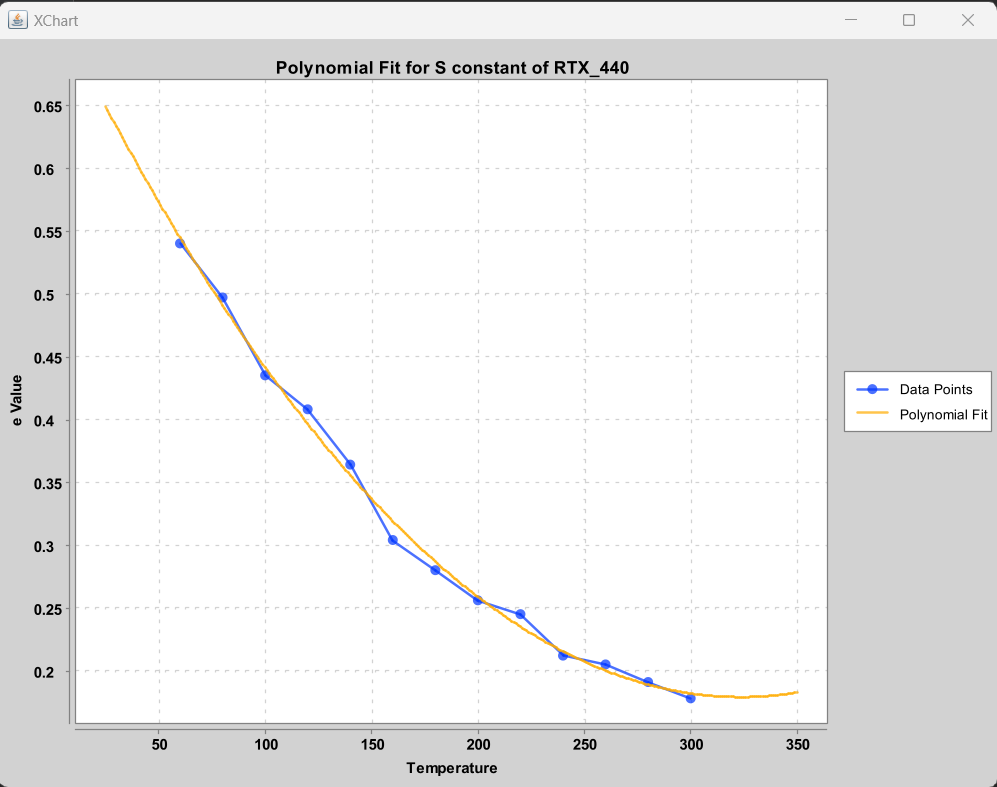 XChart
Polynomial Fit for S constant of RTX_440
0.65
0.6
0.55
0.5
0.45
0.4
0.35
0.3
0.25
0.2
e Value
50 100 150 200 250 300 350
Temperature
Data Points
Polynomial Fit